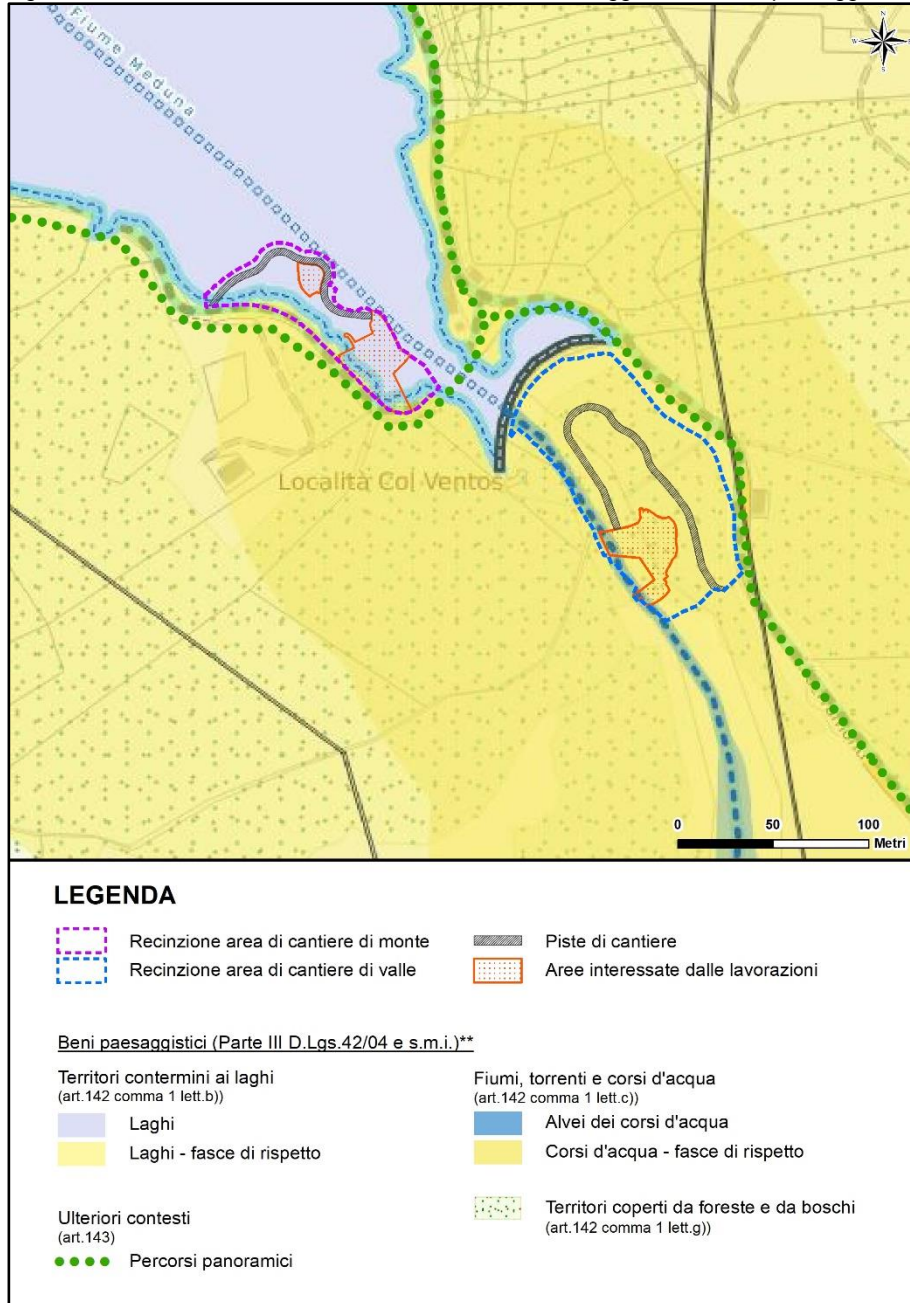 Fiume Meduna
N
W
S
Località Col Ventos
0 50 100
Metri
LEGENDA
Recinzione area di cantiere di monte
Piste di cantiere
Recinzione area di cantiere di valle
Aree interessate dalle lavorazioni
Beni paesaggistici (Parte III D.Lgs.42/04 e s.m.i.)**
Territori contermini ai laghi
(art.142 comma 1 lett.b))
Laghi
Laghi - fasce di rispetto
Fiumi, torrenti e corsi d'acqua
(art.142 comma 1 lett.c))
Alvei dei corsi d'acqua
Corsi d'acqua - fasce di rispetto
Ulteriori contesti
(art.143)
Percorsi panoramici
Territori coperti da foreste e da boschi
(art.142 comma 1 lett.g))